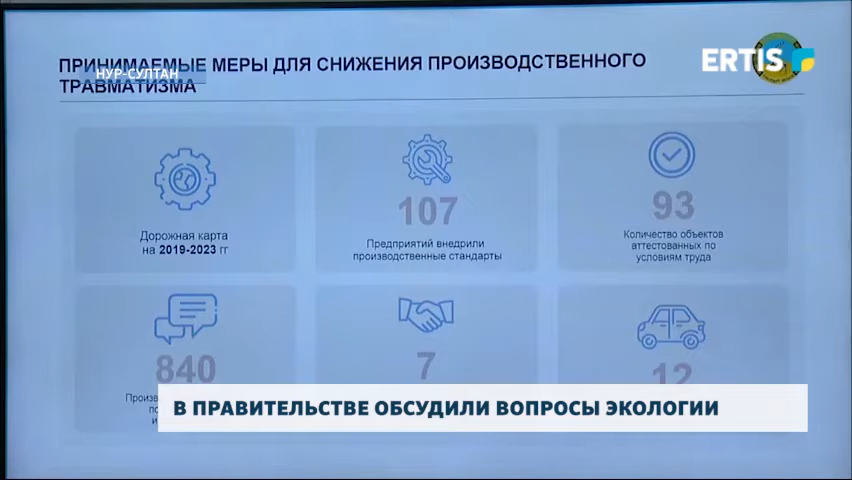 ПРИНИМАЕМЫЕ МЕРЫ ДЛЯ СНИЖЕНИЯ ПРОИЗВОДСТВЕННОГО
ТРАВМАТИЗМА
НУР-СУЛТАН
ERTIS
Дорожная карта
на 2019-2023 гг
107
Предприятий внедрили
производственные стандарты
93
Количество объектов
аттестованных по
условиям труда
840
7
12
В ПРАВИТЕЛЬСТВЕ ОБСУДИЛИ ВОПРОСЫ ЭКОЛОГИИ